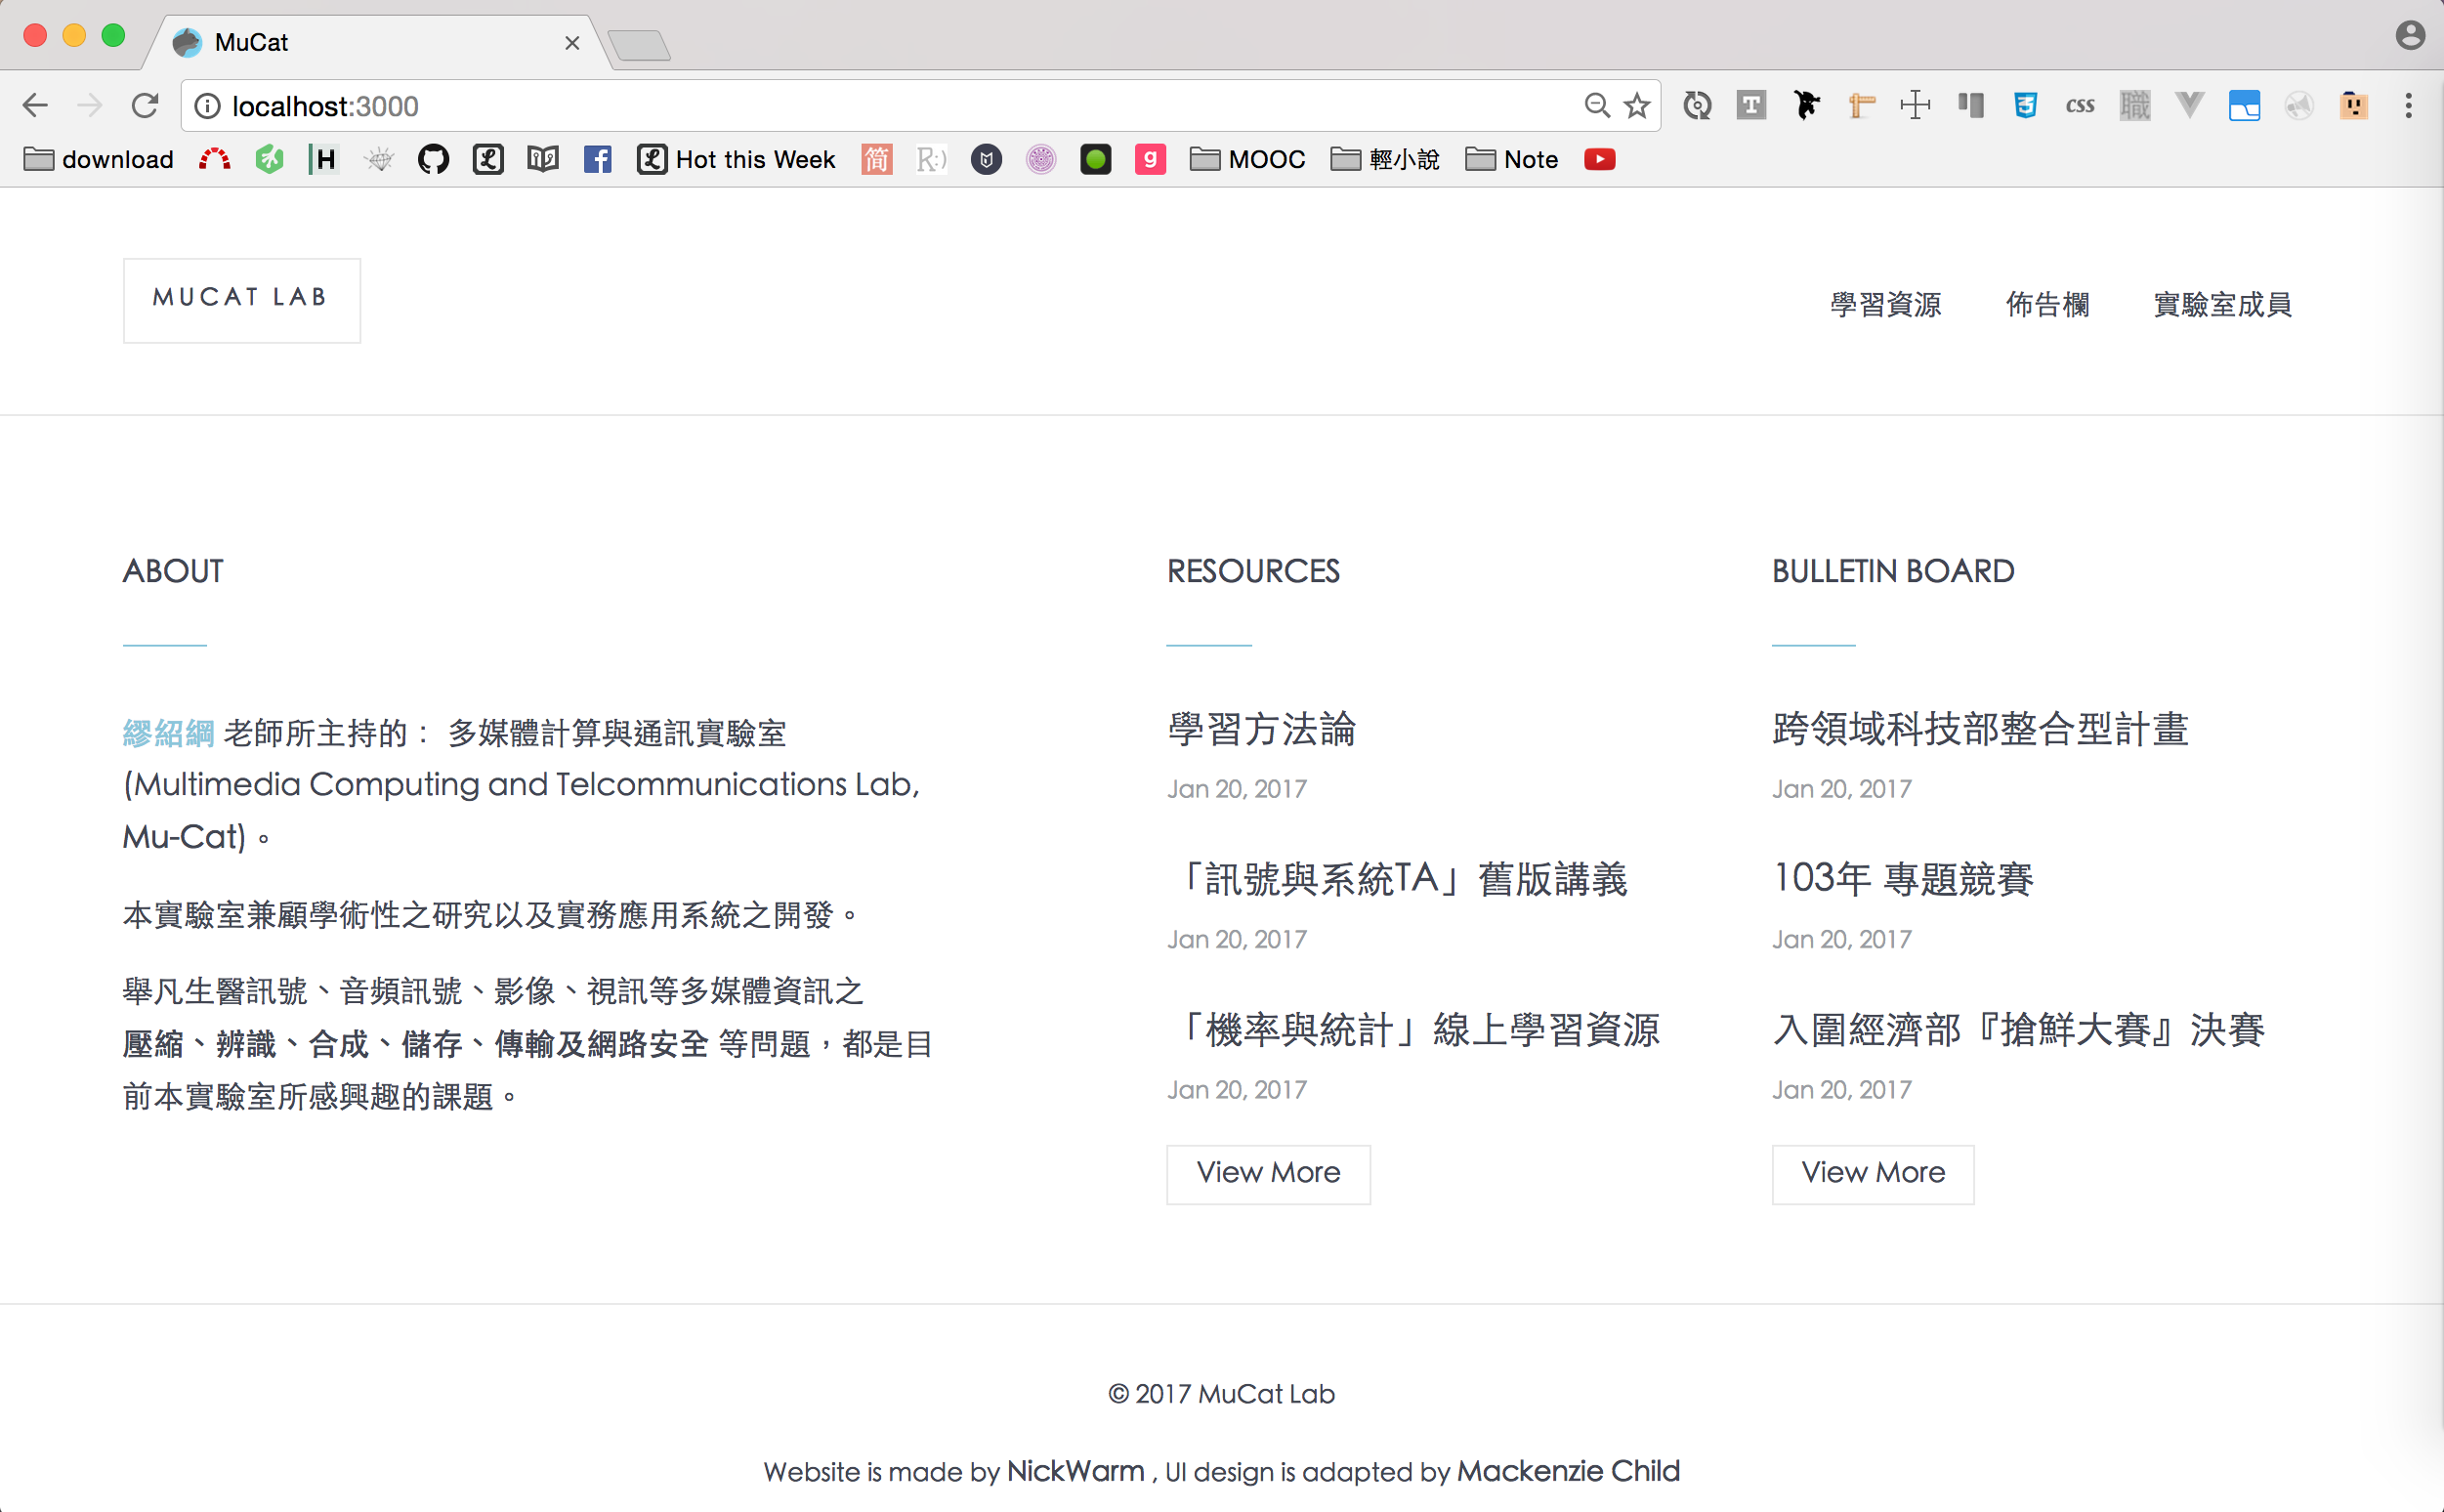 MuCat
localhost:3000
download
H
Hot this Week
简
R:)
g
MOOC
輕小說
Note
T
css
職
MUCAT LAB
學習資源
佈告欄
實驗室成員
ABOUT
繆紹綱 老師所主持的： 多媒體計算與通訊實驗室
(Multimedia Computing and Telcommunications Lab,
Mu-Cat)。
本實驗室兼顧學術性之研究以及實務應用系統之開發。
舉凡生醫訊號、音頻訊號、影像、視訊等多媒體資訊之
壓縮、辨識、合成、儲存、傳輸及網路安全 等問題，都是目
前本實驗室所感興趣的課題。
RESOURCES
學習方法論
Jan 20, 2017
「訊號與系統TA」舊版講義
Jan 20, 2017
「機率與統計」線上學習資源
Jan 20, 2017
View More
BULLETIN BOARD
跨領域科技部整合型計畫
Jan 20, 2017
103年 專題競賽
Jan 20, 2017
入圍經濟部『搶鮮大賽』決賽
Jan 20, 2017
View More
© 2017 MuCat Lab
Website is made by NickWarm , UI design is adapted by Mackenzie Child